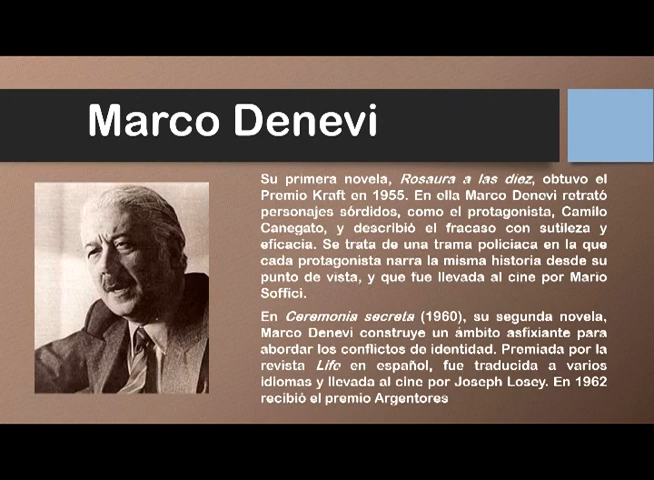 Marco Denevi
Su primera novela, Rosaura a las diez, obtuvo el
Premio Kraft en 1955. En ella Marco Denevi retrató
personajes sórdidos, como el protagonista, Camilo
Canegato, y describió el fracaso con sutileza y
eficacia. Se trata de una trama policiaca en la que
cada protagonista narra la misma historia desde su
punto de vista, y que fue llevada al cine por Mario
Soffici.
En Ceremonia secreta (1960), su segunda novela,
Marco Denevi construye un ámbito asfixiante para
abordar los conflictos de identidad. Premiada por la
revista Life en español, fue traducida a varios
idiomas y llevada al cine por Joseph Losey. En 1962
recibió el premio Argentores